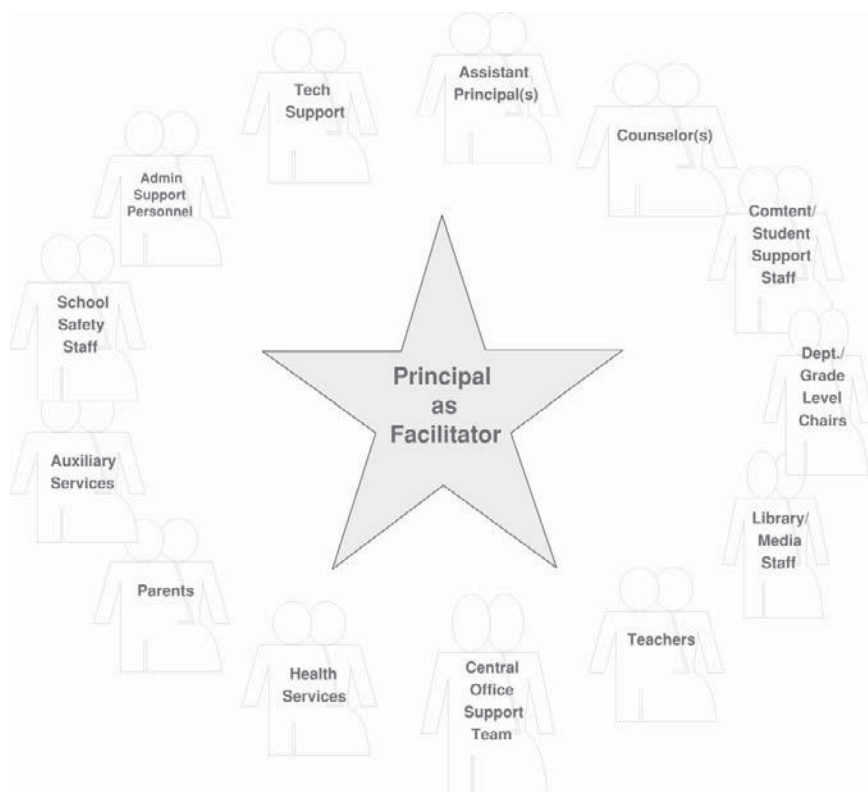 Tech
Support
Assistant
Principal(s)
Counselor(s)
Admin
Support
Personnel
Comtent/
Student
Support
Staff
School
Safety
Staff
Dept./
Grade
Level
Chairs
Principal
as
Facilitator
Auxiliary
Services
Library/
Media
Staff
Parents
Teachers
Health
Services
Central
Office
Support
Team